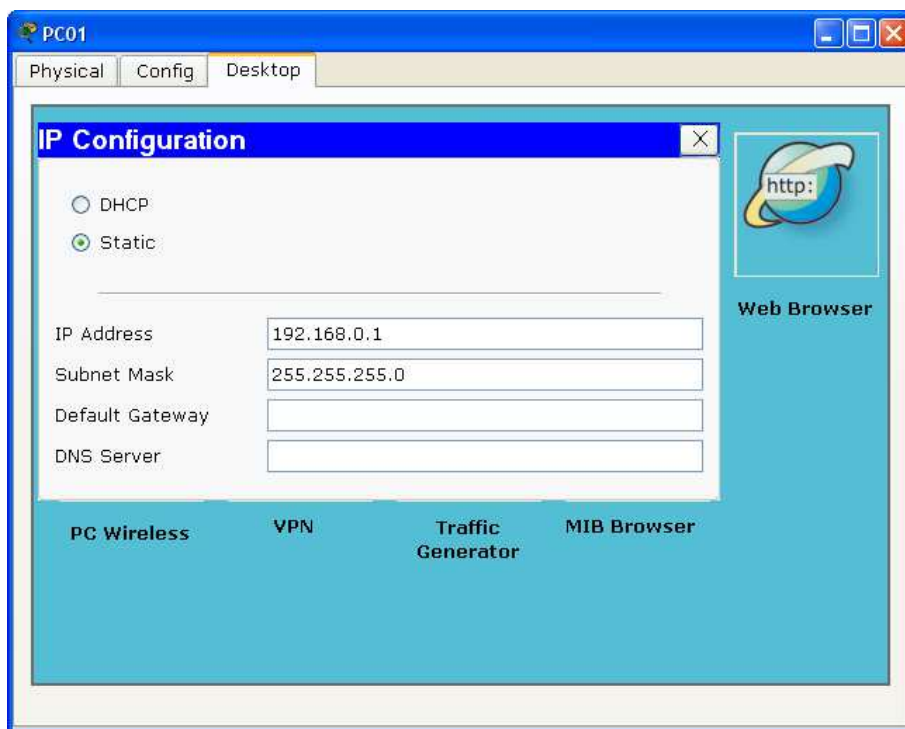 PC01
Physical Config Desktop
IP Configuration X
DHCP
Static
http:
Web Browser
IP Address 192.168.0.1
Subnet Mask 255.255.255.0
Default Gateway
DNS Server
PC Wireless VPN Traffic Generator MIB Browser